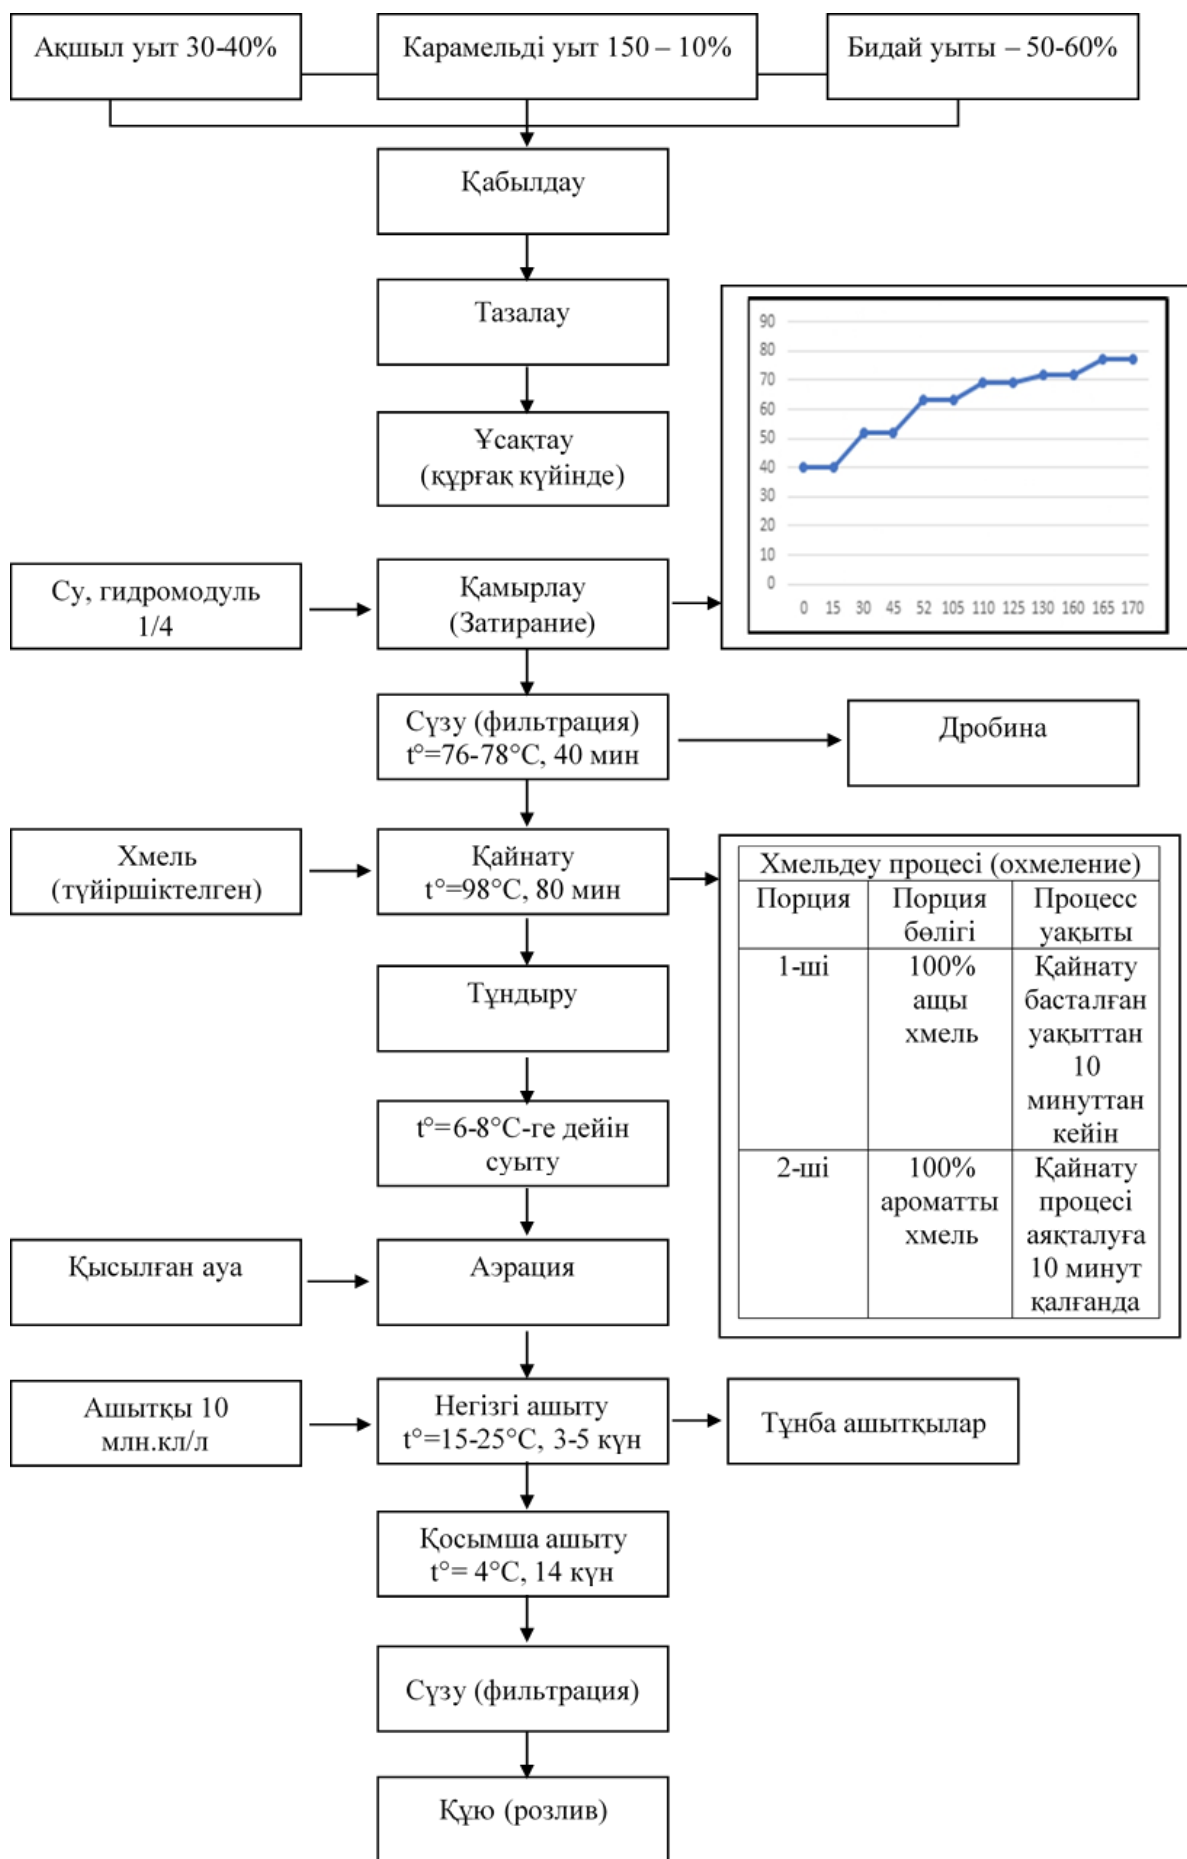 Ақшыл уыт 30-40%
Карамельді уыт 150 – 10%
Бидай уыты – 50-60%
Қабылдау
Тазалау
Ұсақтау
(құрғақ күйінде)
90
80
70
60
50
40
30
20
10
0
0 15 30 45 52 105 110 125 130 160 165 170
Су, гидромодуль
1/4
Қамырлау
(Затирание)
Сүзу (фильтрация)
t°=76-78°C, 40 мин
Дробина
Хмель
(түйіршіктелген)
Қайнату
t°=98°C, 80 мин
Хмельдеу процесі (охмеление)
Порция
Порция
бөлігі
Процесс
уақыты
1-ші
100%
ащы
хмель
Қайнату
басталған
уақыттан
10
минуттан
кейін
2-ші
100%
ароматты
хмель
Қайнату
процесі
аяқталуға
10 минут
қалғанда
Тұндыру
t°=6-8°C-ге дейін
суыту
Қысылған ауа
Аэрация
Ашытқы 10
млн.кл/л
Негізгі ашыту
t°=15-25°C, 3-5 күн
Тұнба ашытқылар
Қосымша ашыту
t°= 4°C, 14 күн
Сүзу (фильтрация)
Құю (розлив)